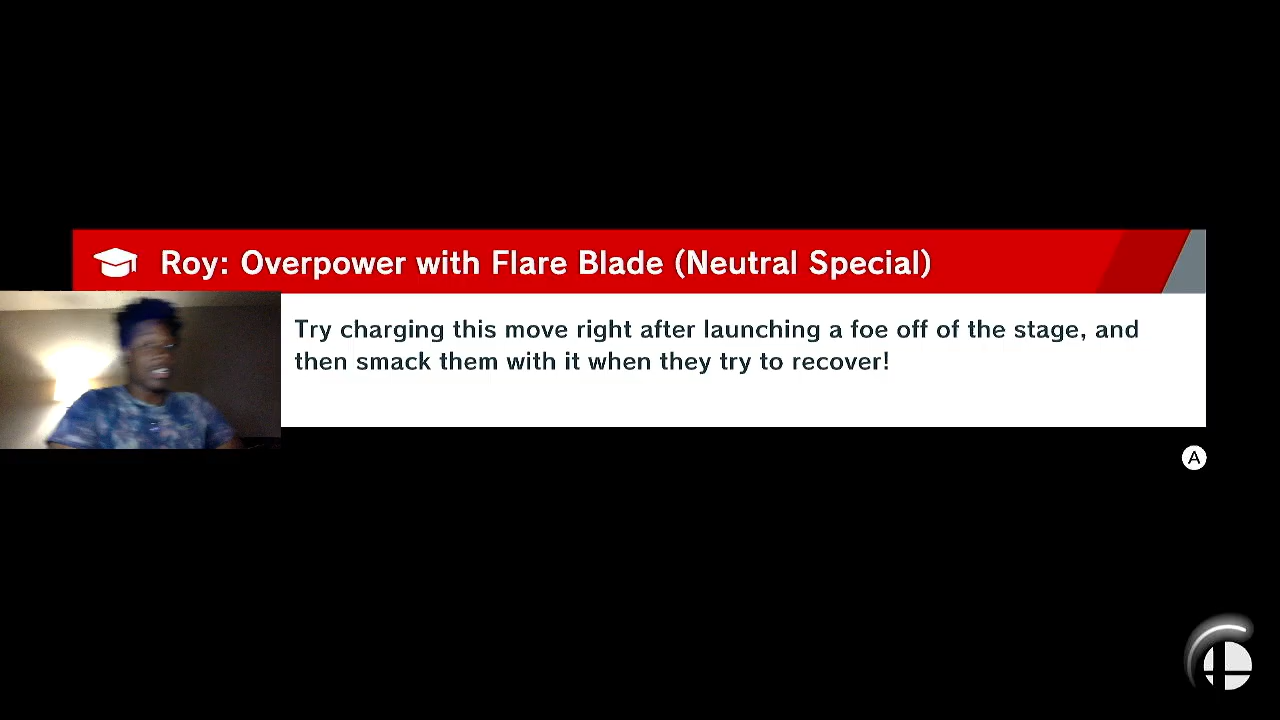 Roy: Overpower with Flare Blade (Neutral Special)
Try charging this move right after launching a foe off of the stage, and
then smack them with it when they try to recover!
A